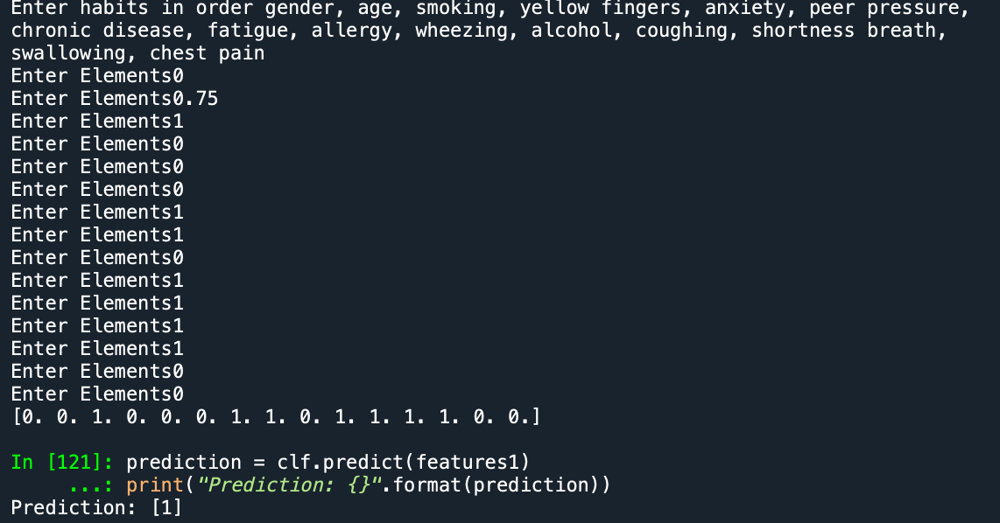 Enter habits in order gender, age, smoking, yellow fingers, anxiety, peer pressure,
chronic disease, fatigue, allergy, wheezing, alcohol, coughing, shortness breath,
swallowing, chest pain
Enter Elements0
Enter Elements0.75
Enter Elements1
Enter Elements0
Enter Elements0
Enter Elements0
Enter Elements1
Enter Elements1
Enter Elements0
Enter Elements1
Enter Elements1
Enter Elements1
Enter Elements1
Enter Elements0
Enter Elements0
[0. 0. 1. 0. 0. 0. 1. 1. 0. 1. 1. 1. 1. 0. 0.]
In [121]: prediction = clf.predict(features1)
...: print("Prediction: {}".format(prediction))
Prediction: [1]